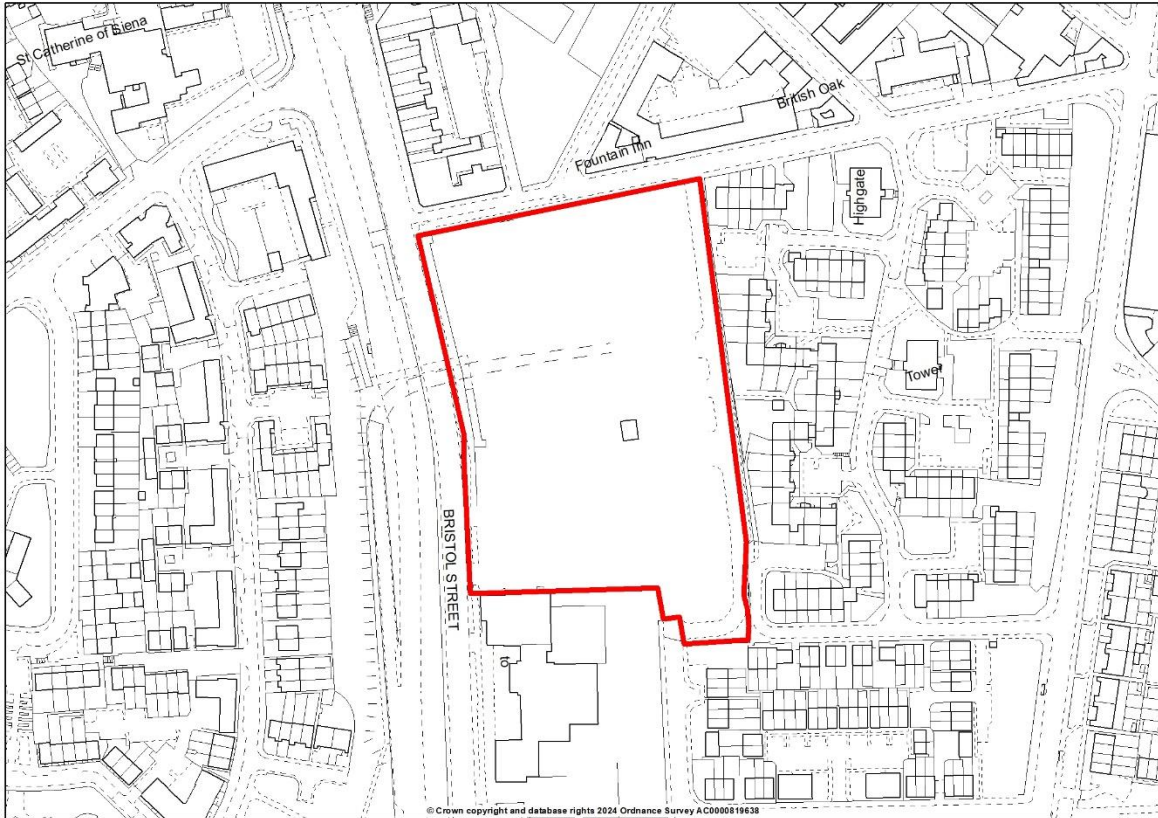 St Catherine of Siena
British Oak
Fountain Inn
Highgate
Tower
BRISTOL STREET
to
© Crown copyright and database rights 2024 Ordnance Survey AC0000819638